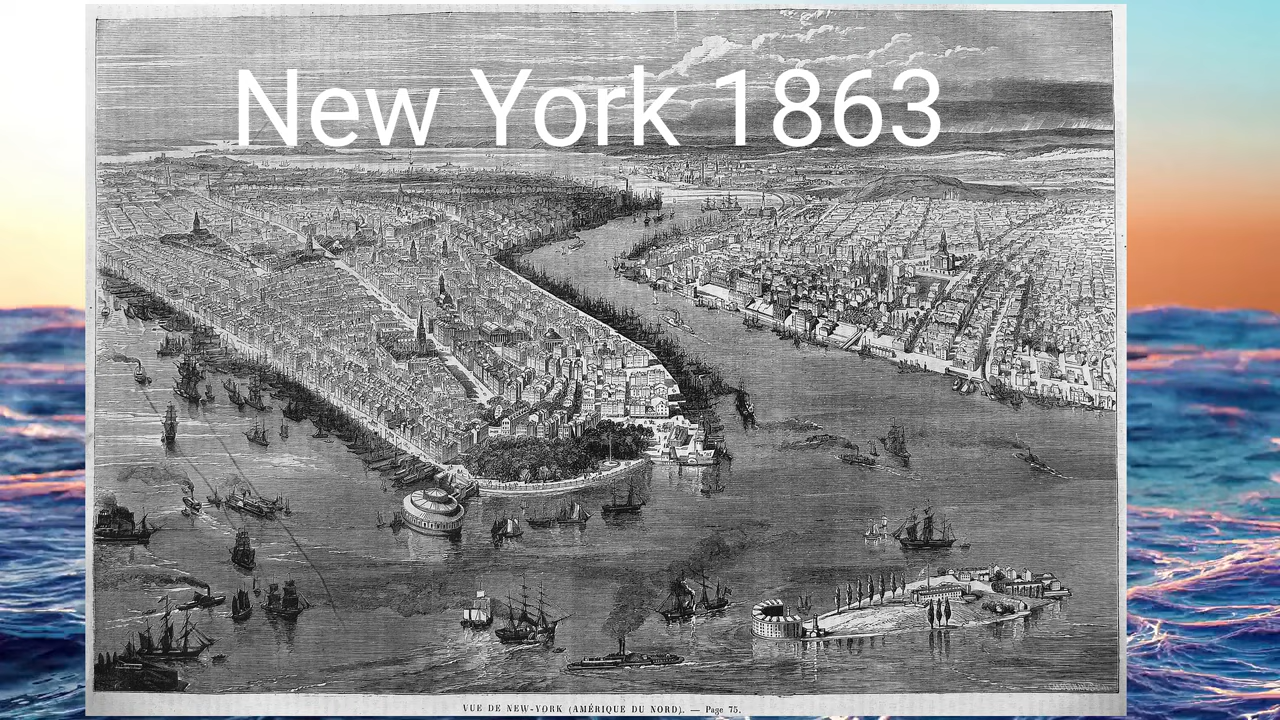 New York 1863
VUE DE NEW-YORK (AMÉRIQUE DU NORD). — Page 75.